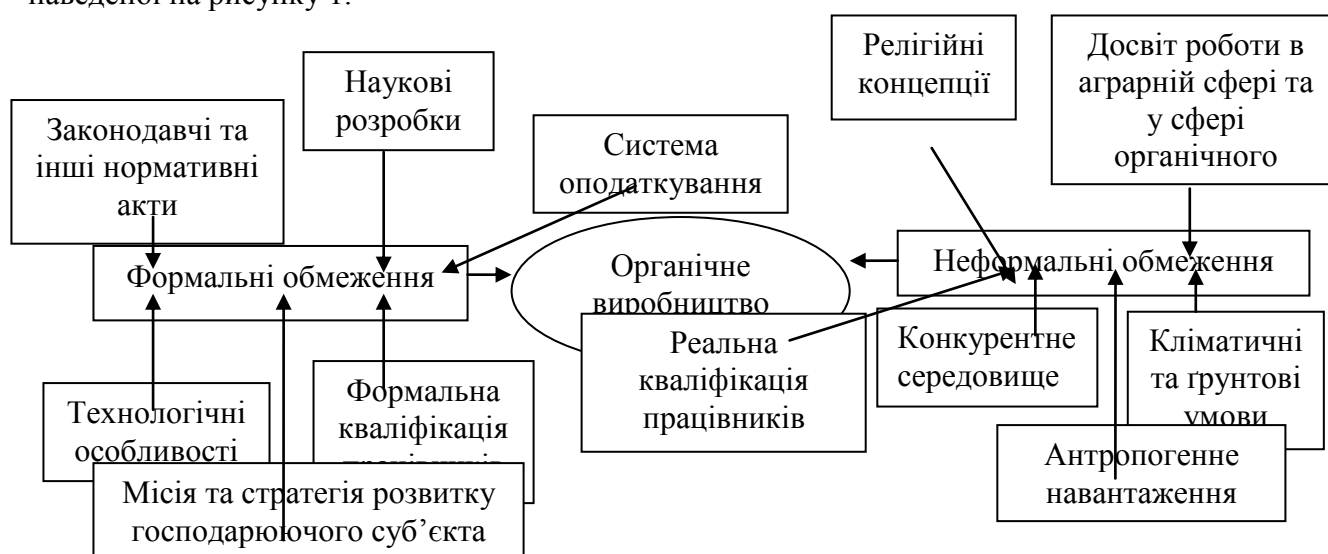 наведеної на рисунку 1.
Наукові
розробки
Релігійні
концепції
Досвіт роботи в
аграрній сфері та
у сфері
органічного
Законодавчі та
інші нормативні
акти
Система
оподаткування
Формальні обмеження
Органічне
виробництво
Неформальні обмеження
Технологічні
особливості
Формальна
кваліфікація
Реальна
кваліфікація
працівників
Конкурентне
середовище
Кліматичні
та ґрунтові
умови
Місія та стратегія розвитку
господарюючого суб’єкта
Антропогенне
навантаження